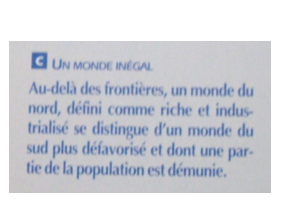 C UN MONDE INÉGAL
Au-delà des frontières, un monde du
nord, défini comme riche et indus-
trialisé se distingue d'un monde du
sud plus défavorisé et dont une par-
tie de la population est démunie.